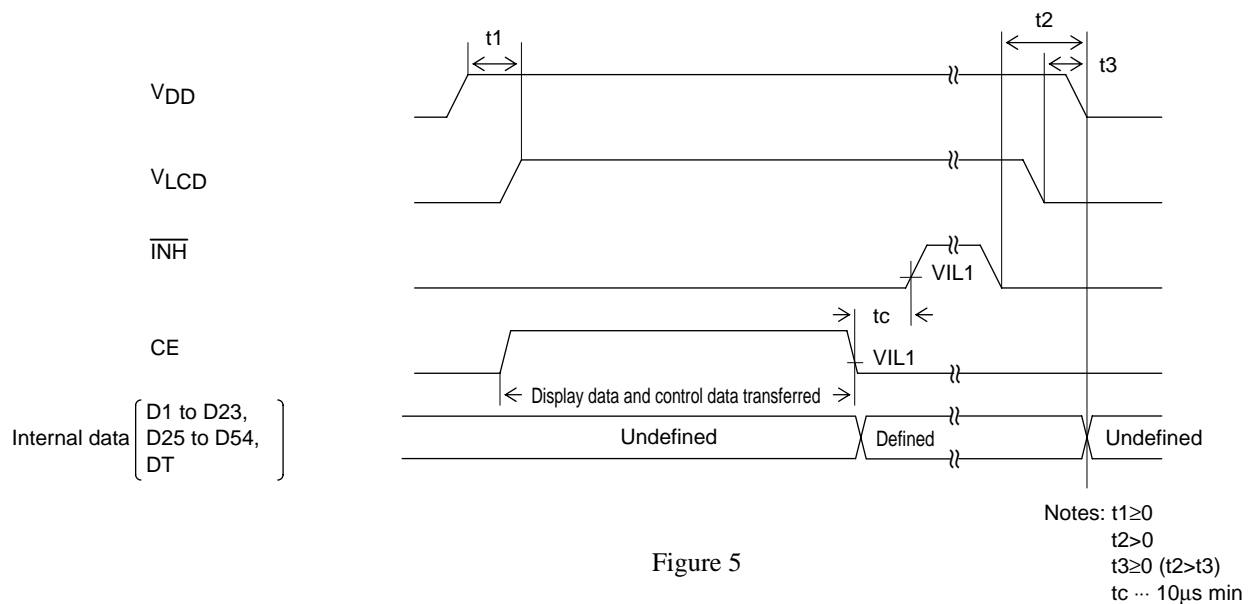 t2
t1
t3
VDD
VLCD
INH
VIL1
tc
CE
VIL1
Display data and control data transferred
Internal data
D1 to D23,
D25 to D54,
DT
Undefined
Defined
Undefined
Notes: t1≥0
t2>0
t3≥0 (t2>t3)
tc ··· 10μs min
Figure 5